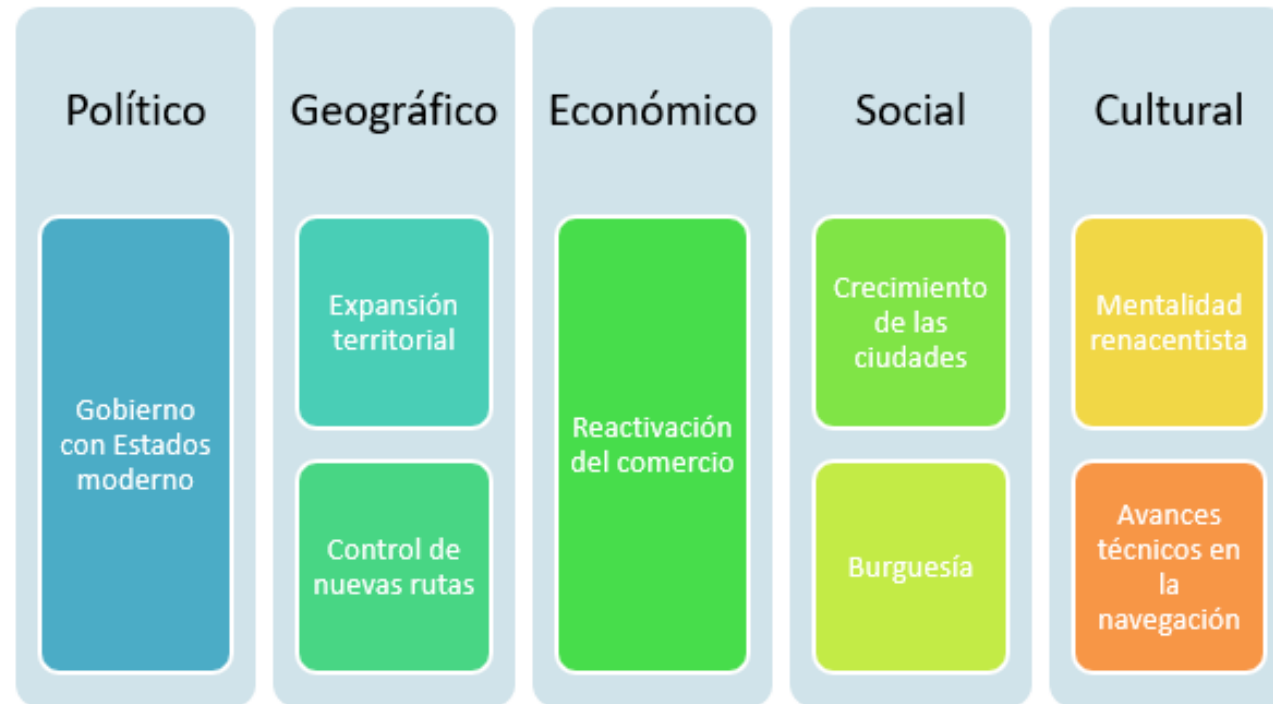 Político
Gobierno
con Estados
moderno
Geográfico
Expansión
territorial
Control de
nuevas rutas
Económico
Reactivación
del comercio
Social
Crecimiento
de las
ciudades
Burguesía
Cultural
Mentalidad
renacentista
Avances
técnicos en
la
navegación